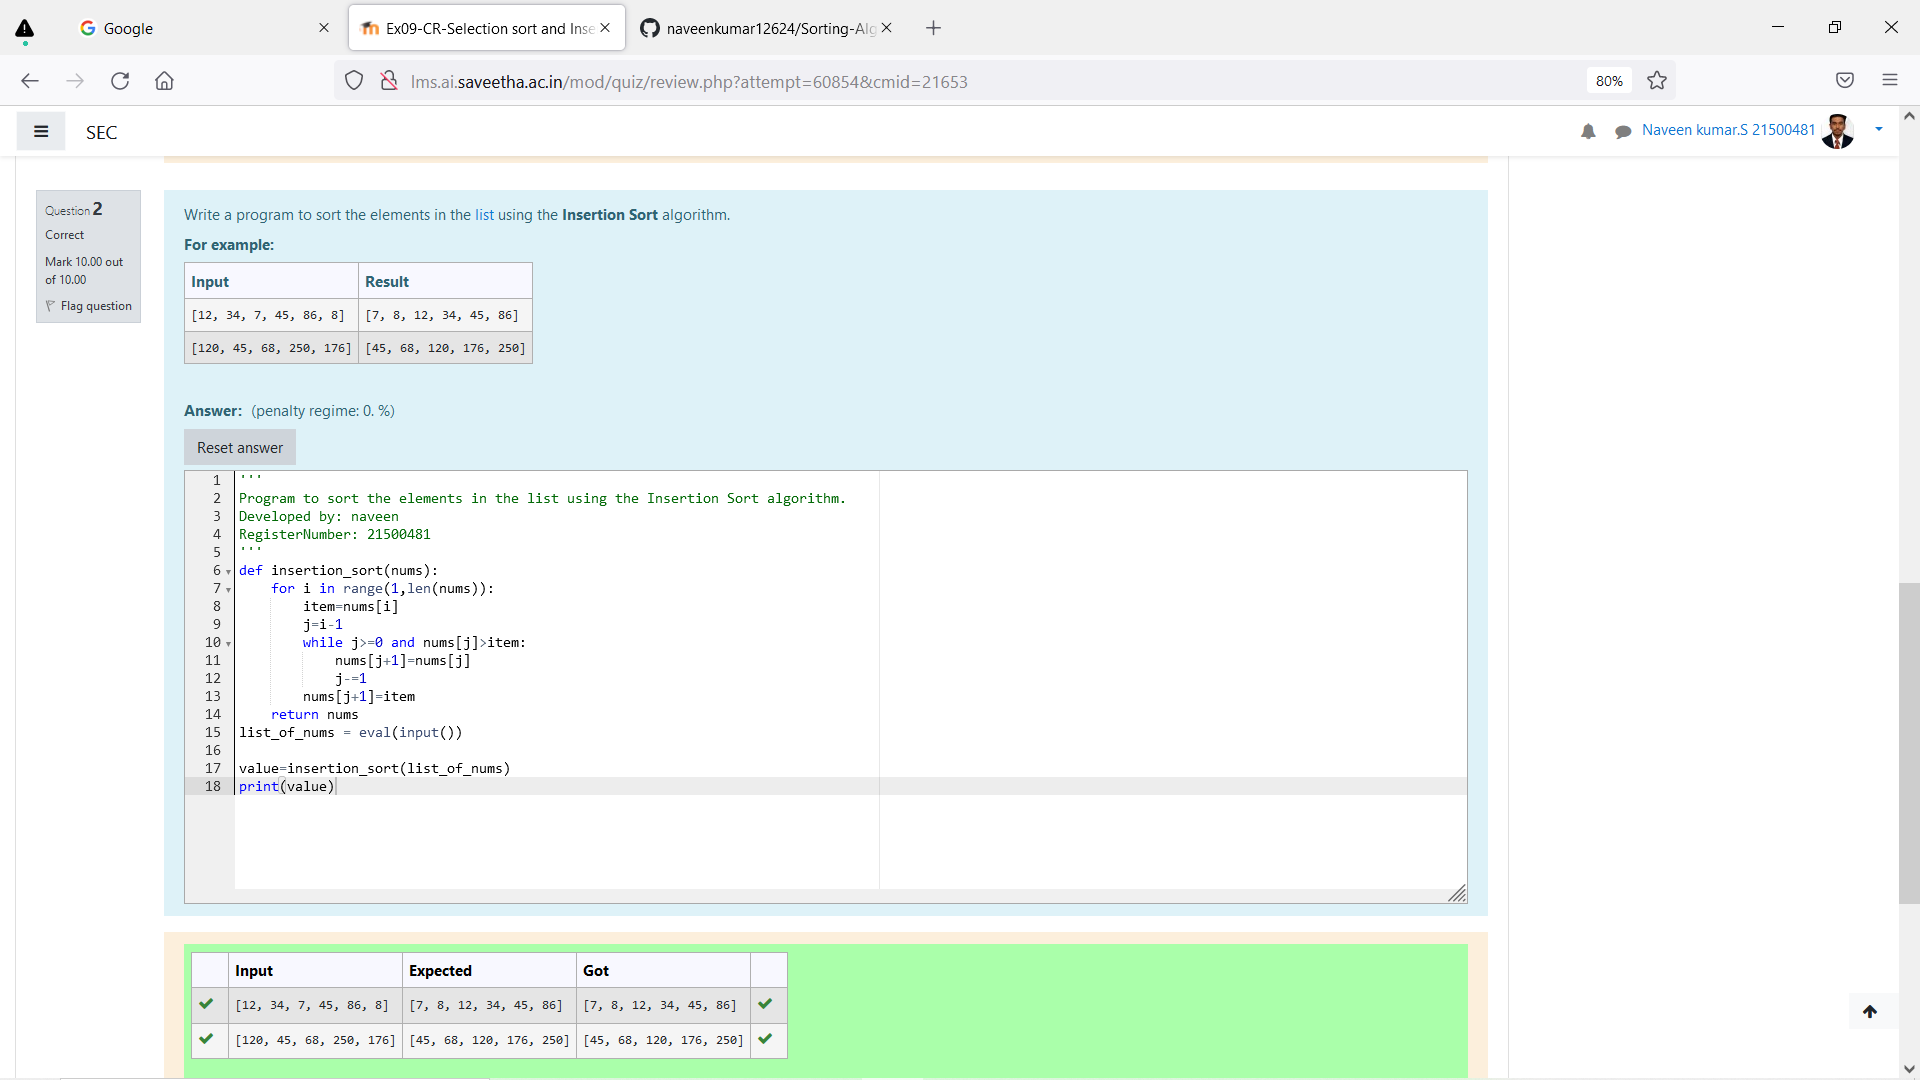 Google
Ex09-CR-Selection sort and Inse
naveenkumar12624/Sorting-Alg
lms.ai.saveetha.ac.in/mod/quiz/review.php?attempt=60854&cmid=21653
80%
SEC
Naveen kumar.S 21500481
Question 2
Correct
Mark 10.00 out
of 10.00
Flag question
Write a program to sort the elements in the list using the Insertion Sort algorithm.
For example:
Input Result
[12, 34, 7, 45, 86, 8] [7, 8, 12, 34, 45, 86]
[120, 45, 68, 250, 176] [45, 68, 120, 176, 250]
Answer: (penalty regime: 0. %)
Reset answer
1 '''
2 Program to sort the elements in the list using the Insertion Sort algorithm.
3 Developed by: naveen
4 RegisterNumber: 21500481
5 '''
6 def insertion_sort(nums):
7     for i in range(1,len(nums)):
8         item=nums[i]
9         j=i-1
10         while j>=0 and nums[j]>item:
11             nums[j+1]=nums[j]
12             j-=1
13         nums[j+1]=item
14     return nums
15 list_of_nums = eval(input())
16
17 value=insertion_sort(list_of_nums)
18 print(value)
Input Expected Got
[12, 34, 7, 45, 86, 8] [7, 8, 12, 34, 45, 86] [7, 8, 12, 34, 45, 86]
[120, 45, 68, 250, 176] [45, 68, 120, 176, 250] [45, 68, 120, 176, 250]